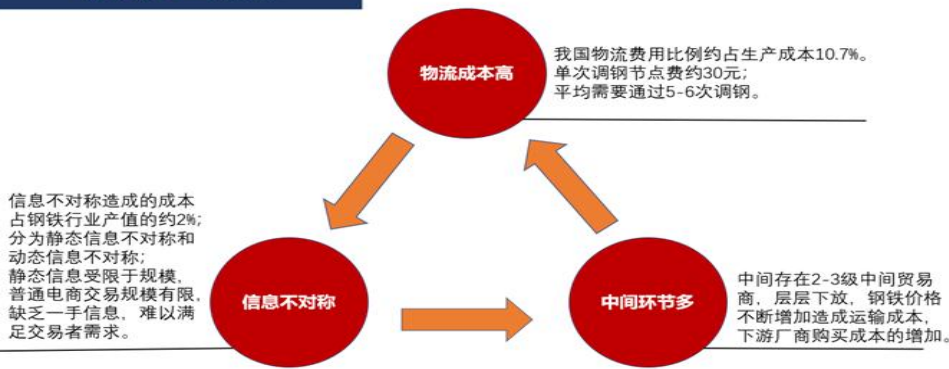 物流成本高
我国物流费用比例约占生产成本10.7%。
单次调钢节点费约30元；
平均需要通过5-6次调钢。
信息不对称造成的成本
占钢铁行业产值的约2%；
分为静态信息不对称和
动态信息不对称；
静态信息受限于规模，
普通电商交易规模有限，
缺乏一手信息，难以满
足交易者需求。
信息不对称
中间环节多
中间存在2-3级中间贸易
商，层层下放，钢铁价格
不断增加造成运输成本，
下游厂商购买成本的增加。